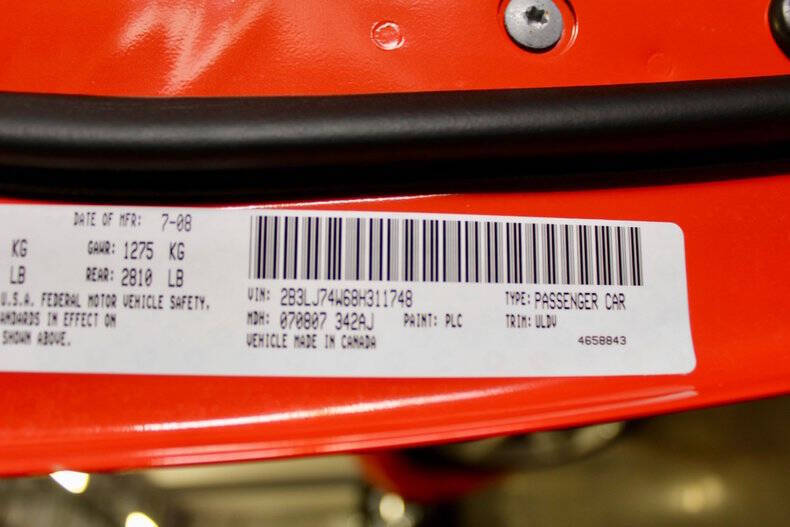 DATE OF MFR: 7-08
KG GAWR: 1275 KG
LB REAR: 2810 LB
U.S.A. FEDERAL MOTOR VEHICLE SAFETY.
ANDARDS IN EFFECT ON
SHOWN ABOVE.
VIN: 2B3LJ74W68H311748 TYPE: PASSENGER CAR
MDH: 070807 342AJ PAINT: PLC TRIM: ULDV
VEHICLE MADE IN CANADA 4658843